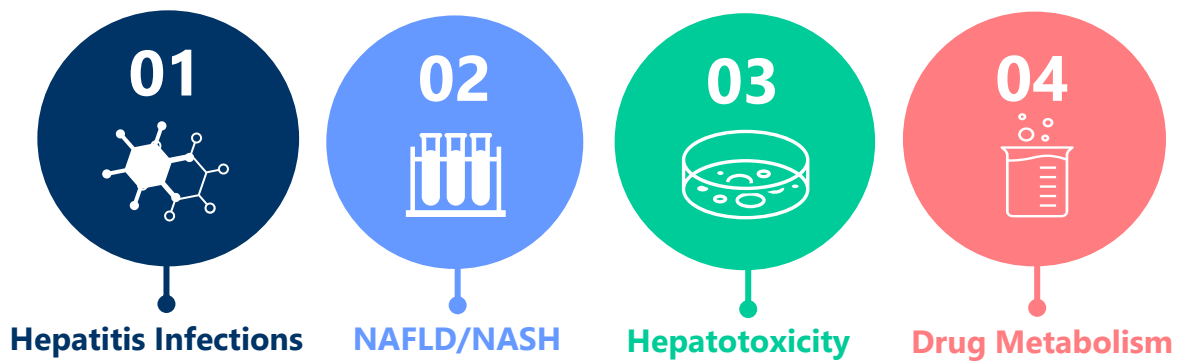 01
02
03
04
Hepatitis Infections
NAFLD/NASH
Hepatotoxicity
Drug Metabolism